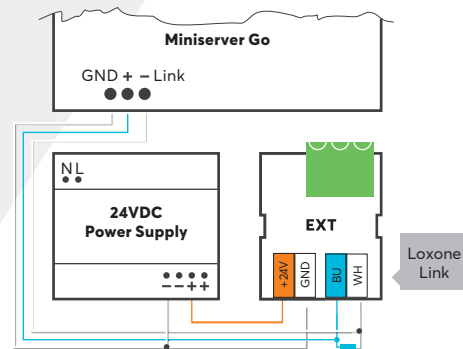 Miniserver Go
GND + – Link
N L
24VDC
Power Supply
– – + +
EXT
+24V
GND
BU
WH
Loxone
Link